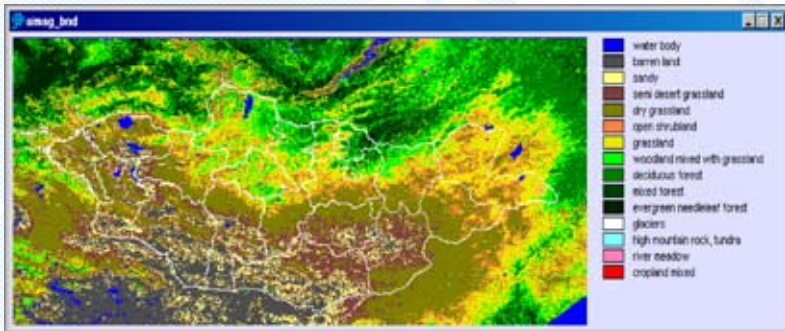 aimag_bnd
water body
barren land
sandy
semi desert grassland
dry grassland
open shrubland
grassland
woodland mixed with grassland
deciduous forest
mixed forest
evergreen needleleaf forest
glaciers
high mountain rock, tundra
river meadow
cropland mixed